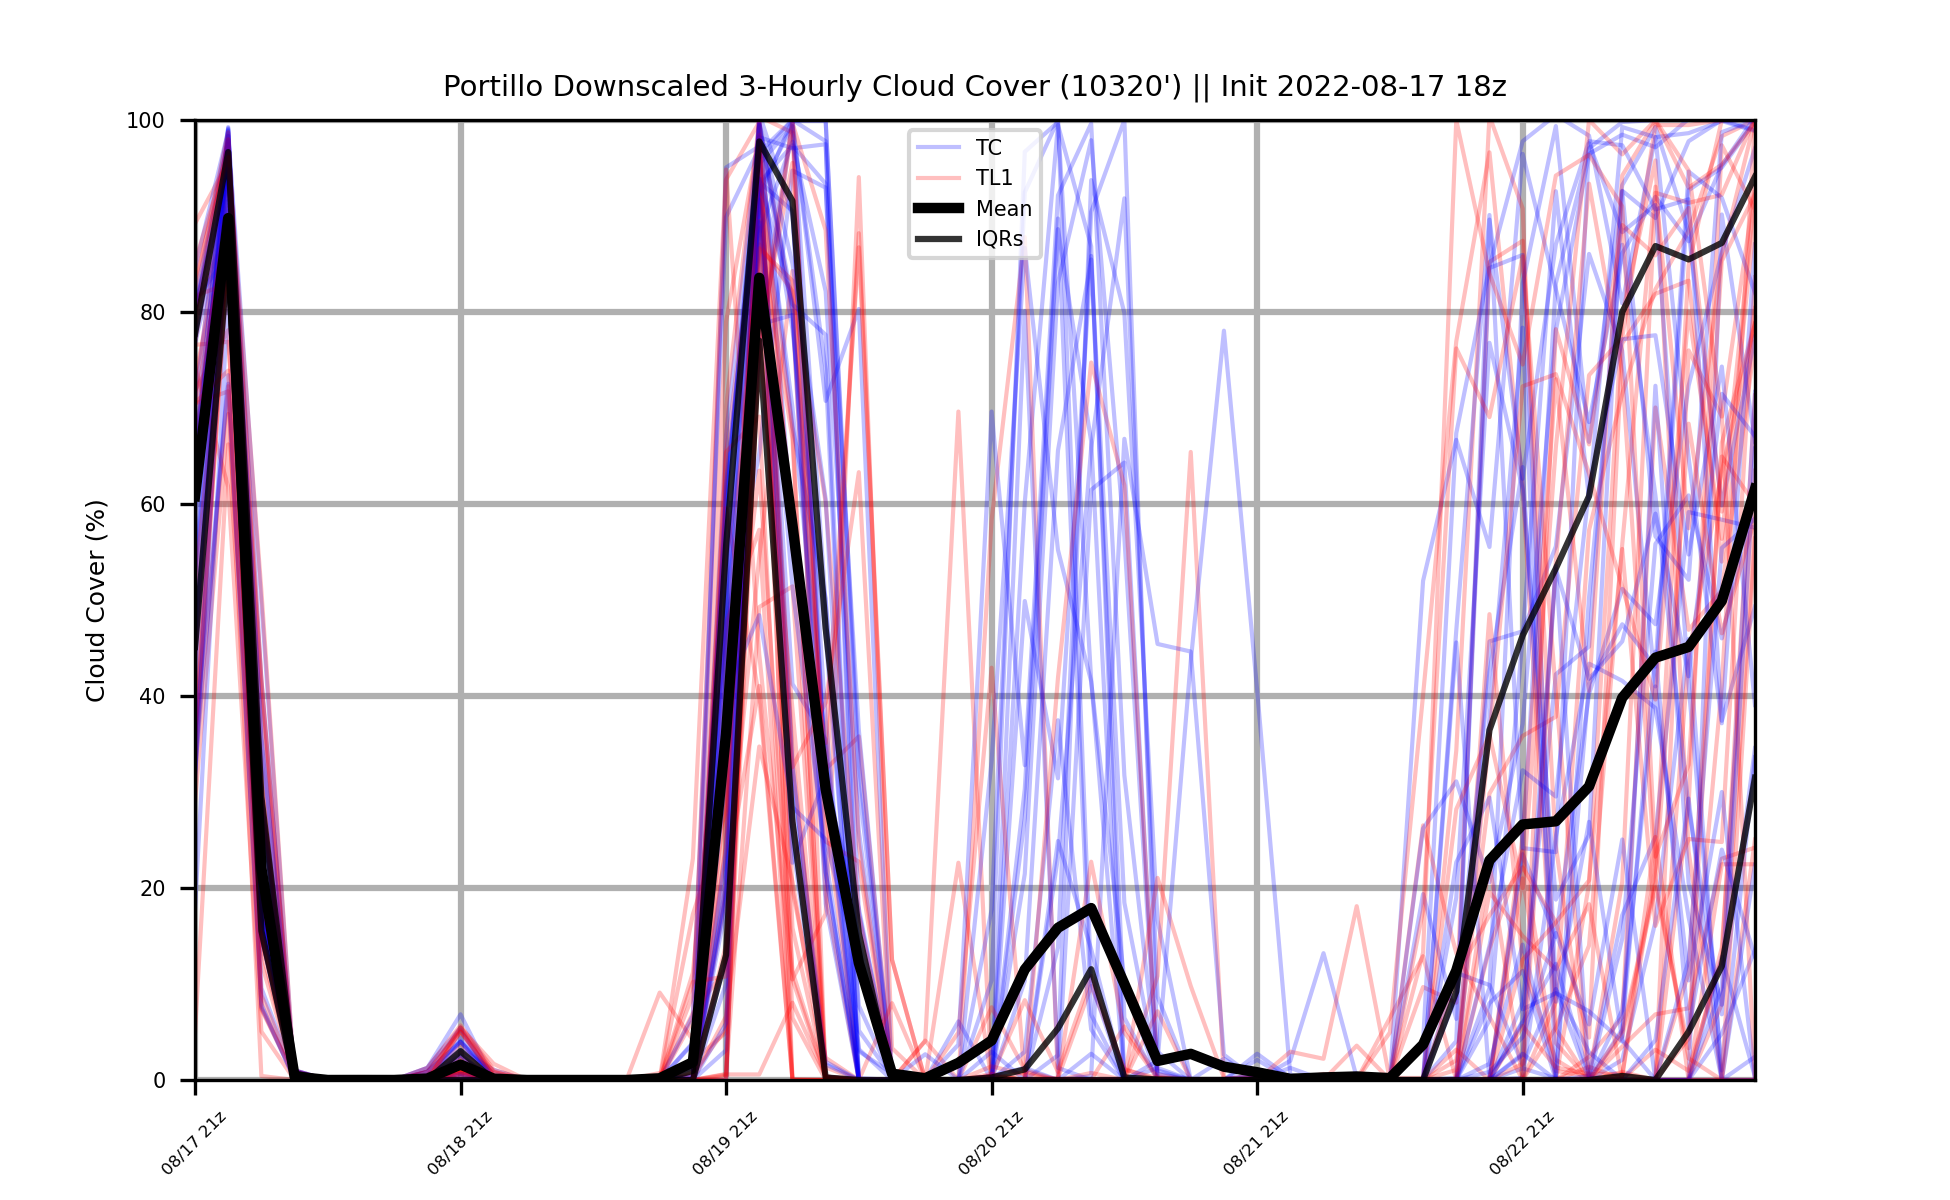 Portillo Downscaled 3-Hourly Cloud Cover (10320') || Init 2022-08-17 18z
TC
TL1
Mean
IQRs
Cloud Cover (%)
100
80
60
40
20
0
08/17 21z
08/18 21z
08/19 21z
08/20 21z
08/21 21z
08/22 21z